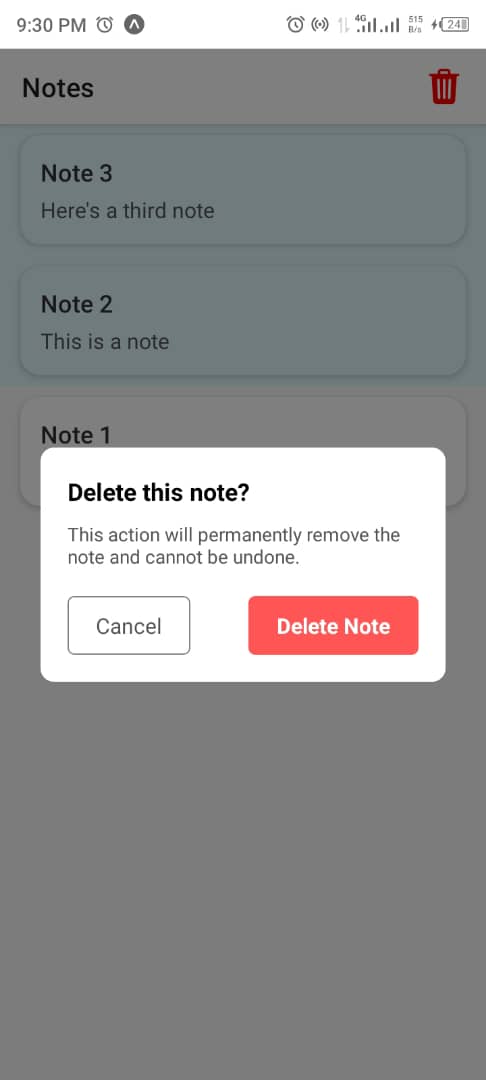 9:30 PM 4G 515 B/s 24
Notes
Note 3
Here's a third note
Note 2
This is a note
Note 1
Delete this note?
This action will permanently remove the
note and cannot be undone.
Cancel Delete Note